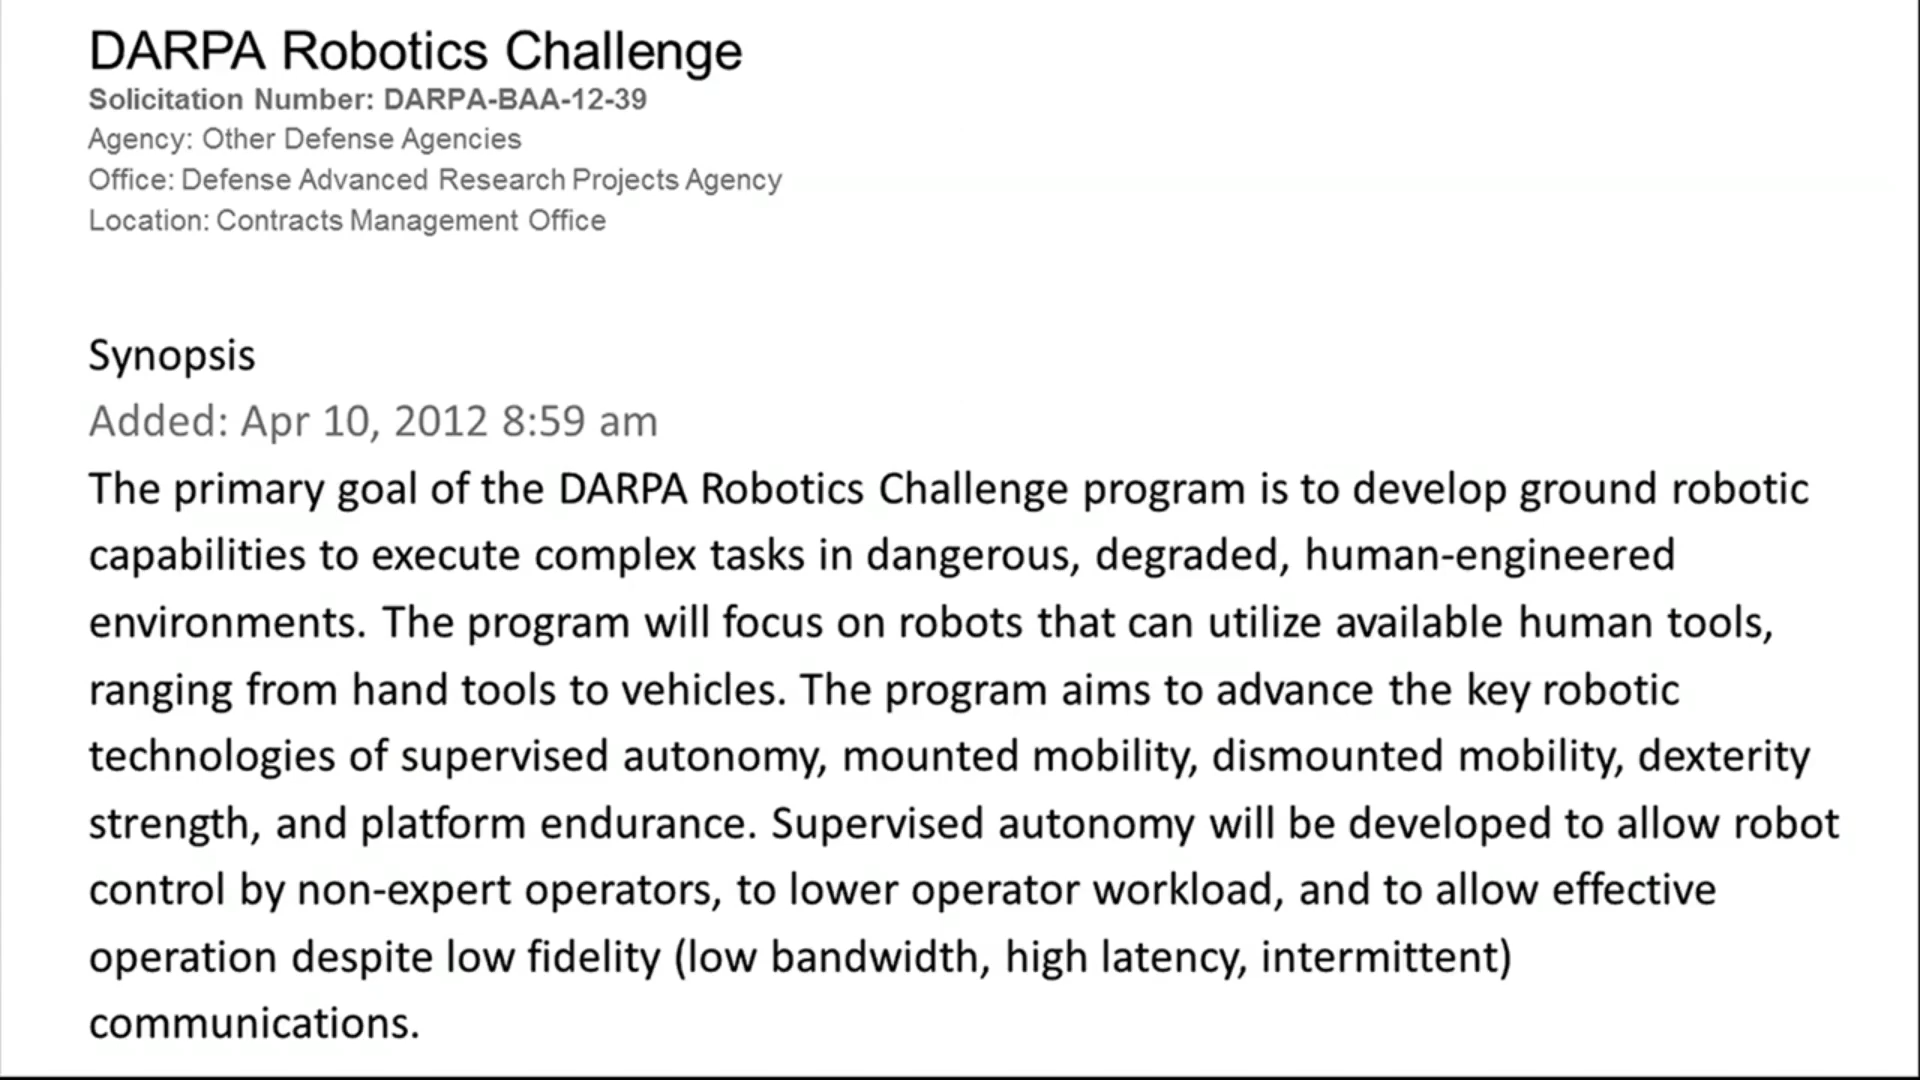 DARPA Robotics Challenge
Solicitation Number: DARPA-BAA-12-39
Agency: Other Defense Agencies
Office: Defense Advanced Research Projects Agency
Location: Contracts Management Office
Synopsis
Added: Apr 10, 2012 8:59 am
The primary goal of the DARPA Robotics Challenge program is to develop ground robotic
capabilities to execute complex tasks in dangerous, degraded, human-engineered
environments. The program will focus on robots that can utilize available human tools,
ranging from hand tools to vehicles. The program aims to advance the key robotic
technologies of supervised autonomy, mounted mobility, dismounted mobility, dexterity
strength, and platform endurance. Supervised autonomy will be developed to allow robot
control by non-expert operators, to lower operator workload, and to allow effective
operation despite low fidelity (low bandwidth, high latency, intermittent)
communications.